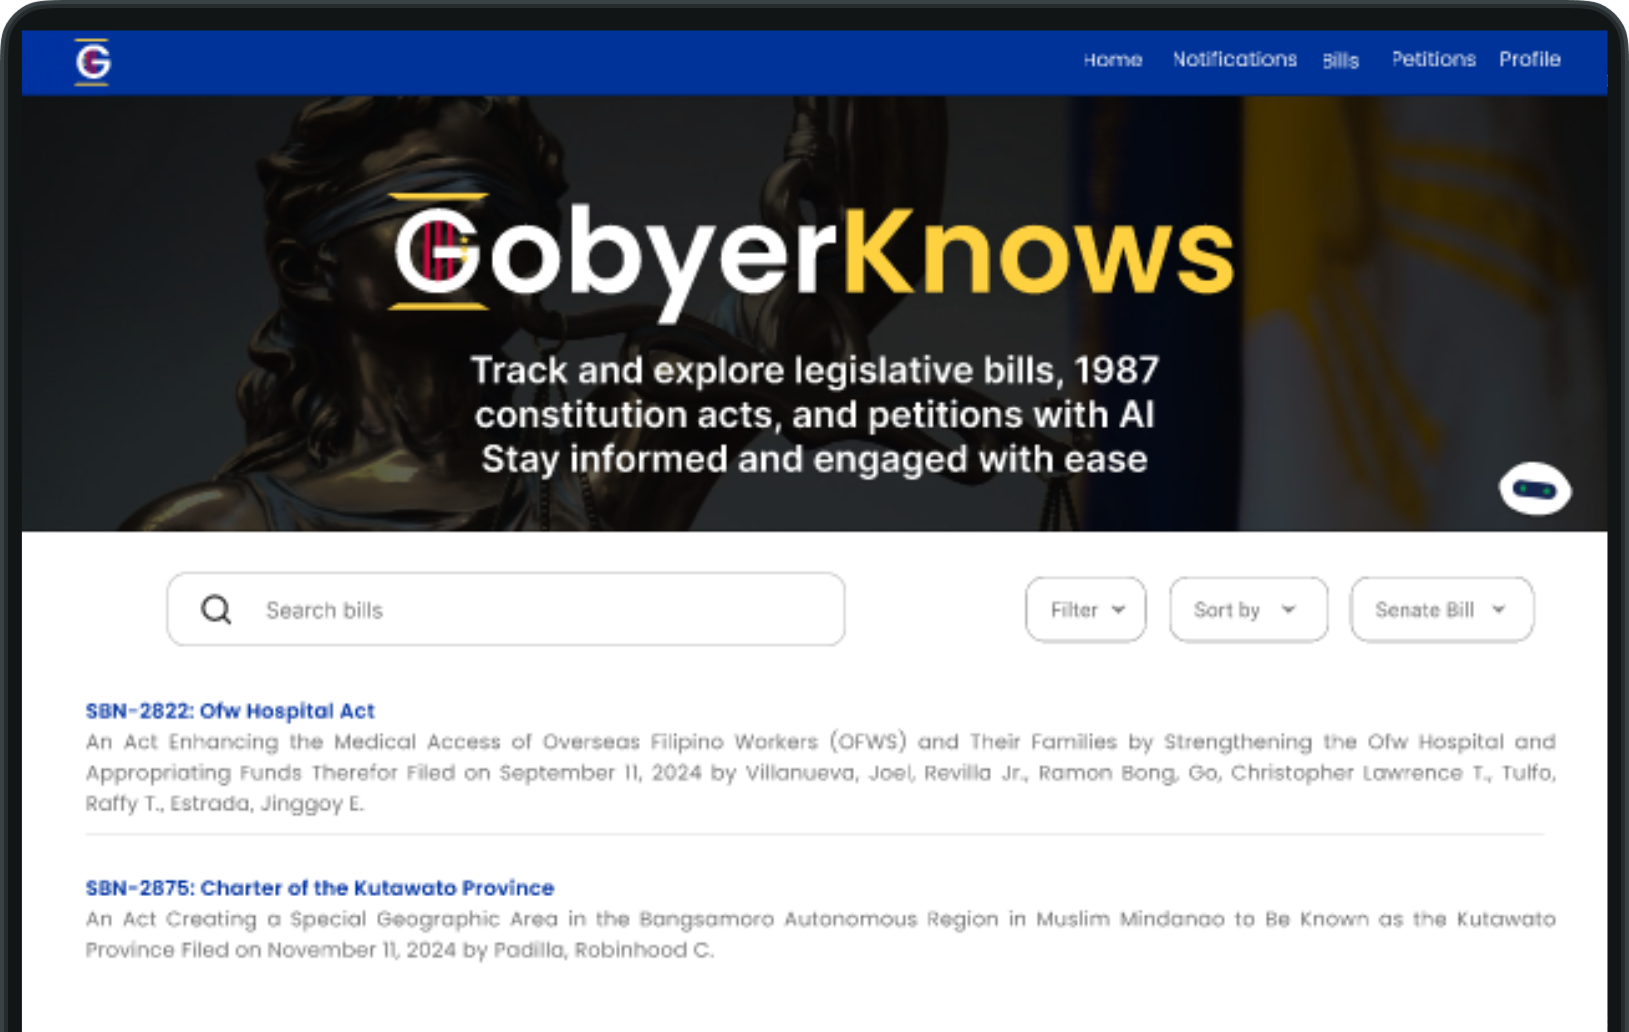 G
Home Notifications Bills Petitions Profile
GobyerKnows
Track and explore legislative bills, 1987
constitution acts, and petitions with AI
Stay informed and engaged with ease
Search bills
Filter
Sort by
Senate Bill
SBN-2822: Ofw Hospital Act
An Act Enhancing the Medical Access of Overseas Filipino Workers (OFWS) and Their Families by Strengthening the Ofw Hospital and
Appropriating Funds Therefor Filed on September 11, 2024 by Villanueva, Joel, Revilla Jr., Ramon Bong, Go, Christopher Lawrence T., Tulfo,
Raffy T., Estrada, Jinggoy E.
SBN-2875: Charter of the Kutawato Province
An Act Creating a Special Geographic Area in the Bangsamoro Autonomous Region in Muslim Mindanao to Be Known as the Kutawato
Province Filed on November 11, 2024 by Padilla, Robinhood C.